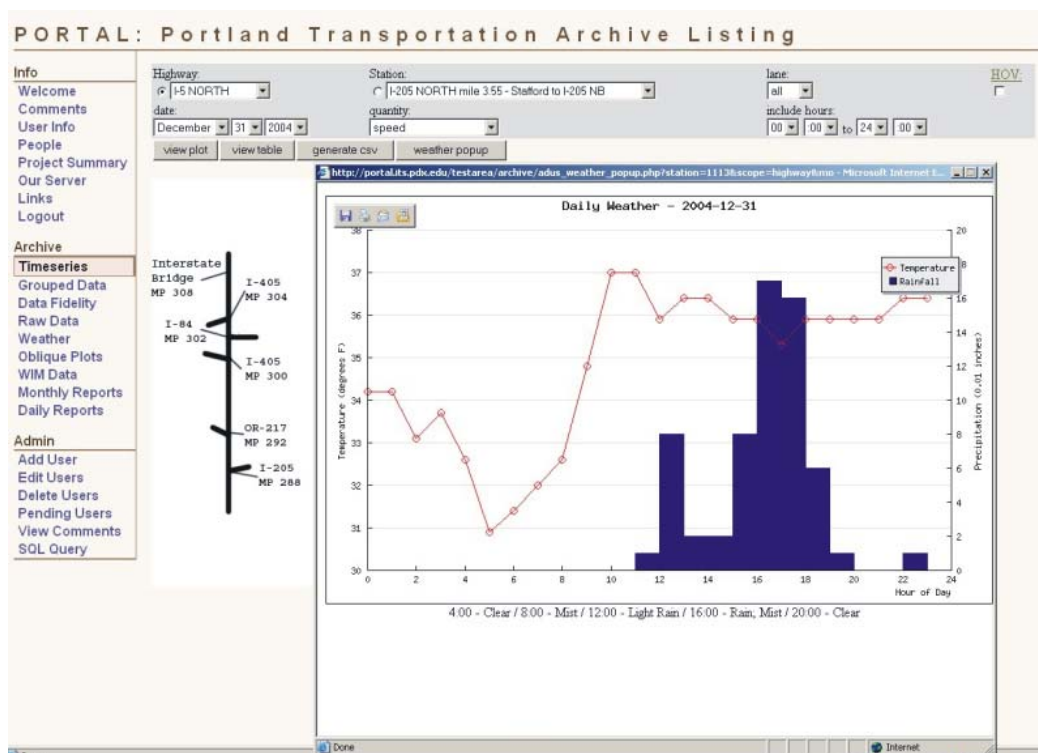 PORTAL: Portland Transportation Archive Listing
Info
Welcome
Comments
User Info
People
Project Summary
Our Server
Links
Logout
Archive
Timeseries
Grouped Data
Data Fidelity
Raw Data
Weather
Oblique Plots
WIM Data
Monthly Reports
Daily Reports
Admin
Add User
Edit Users
Delete Users
Pending Users
View Comments
SQL Query
Highway: Station: lane: HOV:
I-5 NORTH I-205 NORTH mile 3.55 - Stafford to I-205 NB all
date: quantity: include hours:
December 31 2004 speed 00 :00 to 24 :00
view plot view table generate csv weather popup
Interstate
Bridge
MP 308
I-405
MP 304
I-84
MP 302
I-405
MP 300
OR-217
MP 292
I-205
MP 288
http://portal.its.pdx.edu/testarea/archive/adus_weather_popup.php?station=1113&scope=highway&mo - Microsoft Internet E...
Daily Weather - 2004-12-31
38 20
37 8
Temperature
Rainfall
36 16
14
35 12
Temperature (degrees F)
Precipitation (0.01 inches)
34 10
33 8
6
32
4
31
2
30 0
0 2 4 6 8 10 12 14 16 18 20 22 24
Hour of Day
4:00 - Clear / 8:00 - Mist / 12:00 - Light Rain / 16:00 - Rain; Mist / 20:00 - Clear
Done Internet